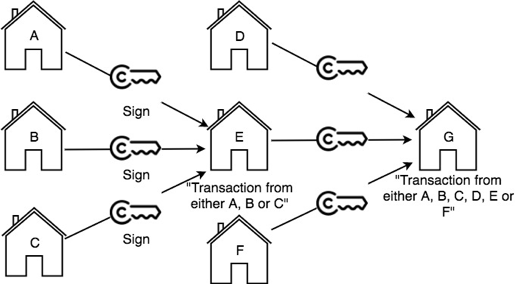 A
D
Sign
B
E
G
Sign
"Transaction from
either A, B or C"
"Transaction from
either A, B, C, D, E or
F"
C
Sign
F